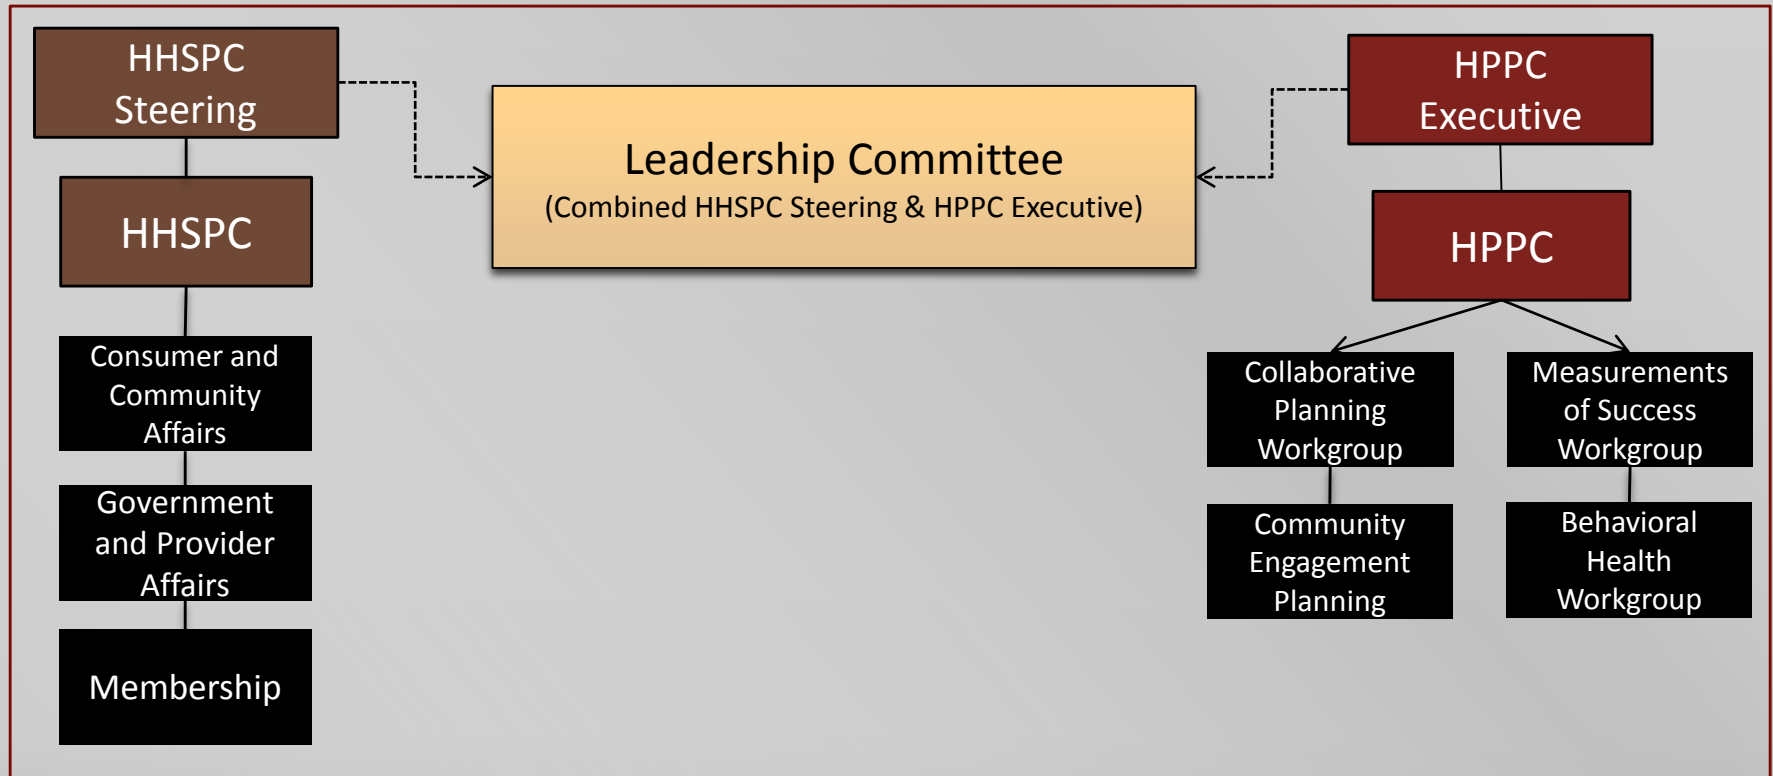 HHSPC
Steering
HHSPC
Consumer and
Community
Affairs
Government
and Provider
Affairs
Membership
Leadership Committee
(Combined HHSPC Steering & HPPC Executive)
HPPC
Executive
HPPC
Collaborative
Planning
Workgroup
Community
Engagement
Planning
Measurements
of Success
Workgroup
Behavioral
Health
Workgroup